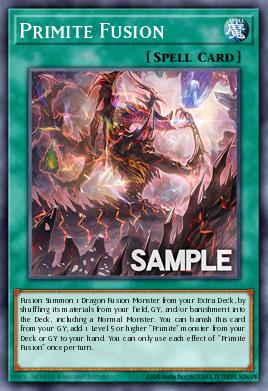 Primite Fusion
魔
[Spell Card]
SAMPLE
Fusion Summon 1 Dragon Fusion Monster from your Extra Deck, by
shuffling its materials from your field, GY, and/or banishment into
the Deck, including a Normal Monster. You can banish this card
from your GY; add 1 Level 5 or higher "Primite" monster from your
Deck or GY to your hand. You can only use each effect of "Primite
Fusion" once per turn.